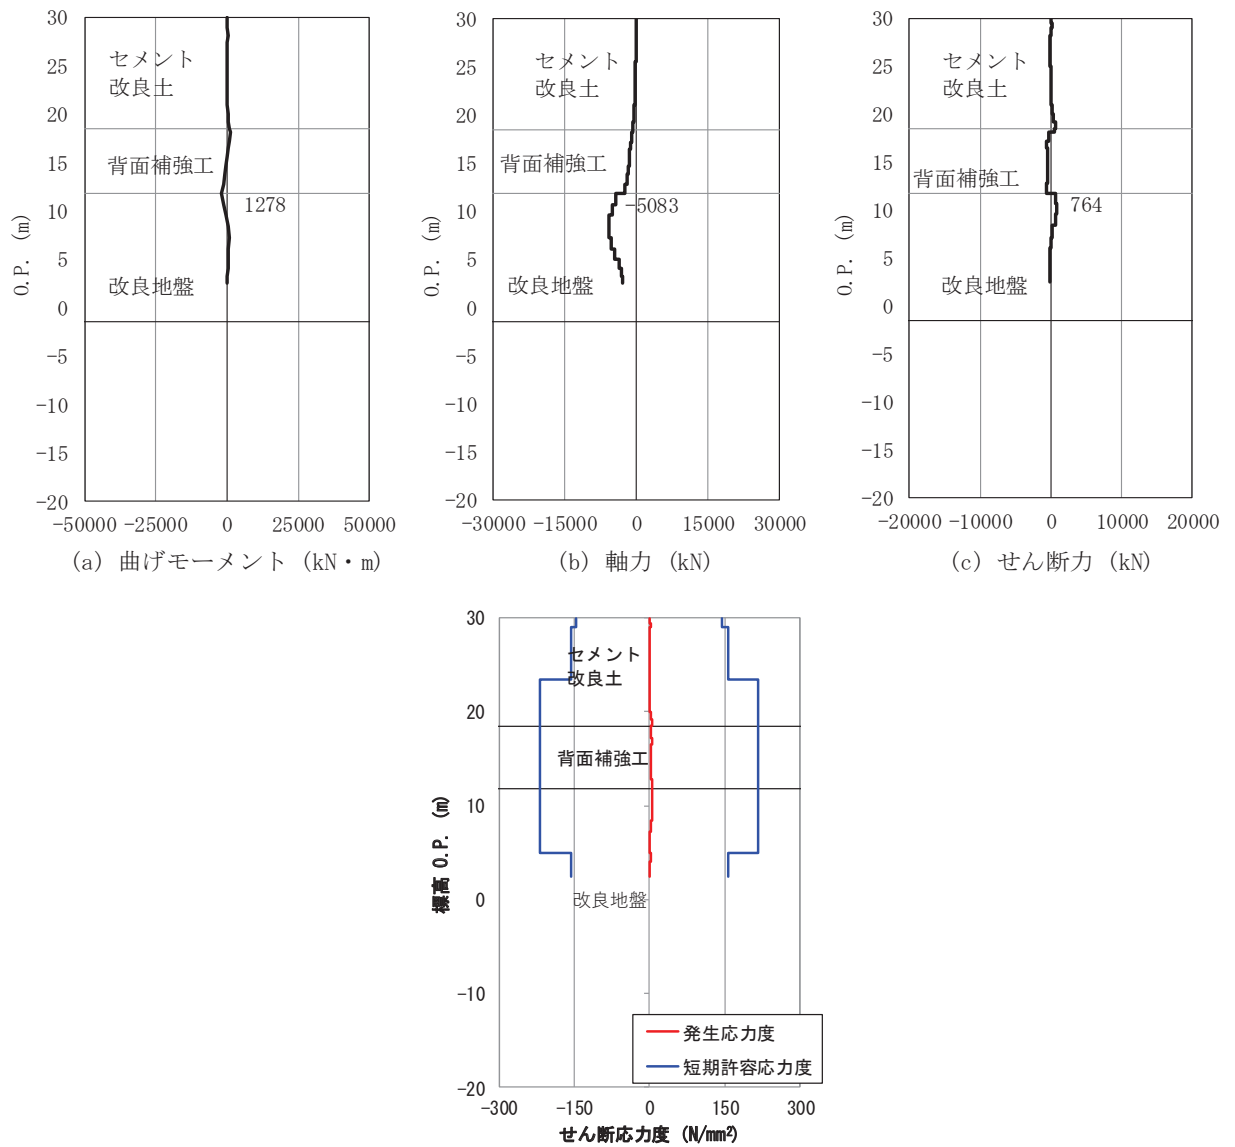 30
25
20
15
10
5
0
-5
-10
-15
-20
O.P. (m)
セメント
改良土
背面補強工
1278
改良地盤
-50000 -25000 0 25000 50000
(a) 曲げモーメント (kN・m)
30
25
20
15
10
5
0
-5
-10
-15
-20
O.P. (m)
セメント
改良土
背面補強工
-5083
改良地盤
-30000 -15000 0 15000 30000
(b) 軸力 (kN)
30
25
20
15
10
5
0
-5
-10
-15
-20
O.P. (m)
セメント
改良土
背面補強工
764
改良地盤
-20000 -10000 0 10000 20000
(c) せん断力 (kN)
30
20
10
0
-10
-20
標高 O.P. (m)
セメント
改良土
背面補強工
改良地盤
発生応力度
短期許容応力度
-300 -150 0 150 300
せん断応力度 (N/mm²)